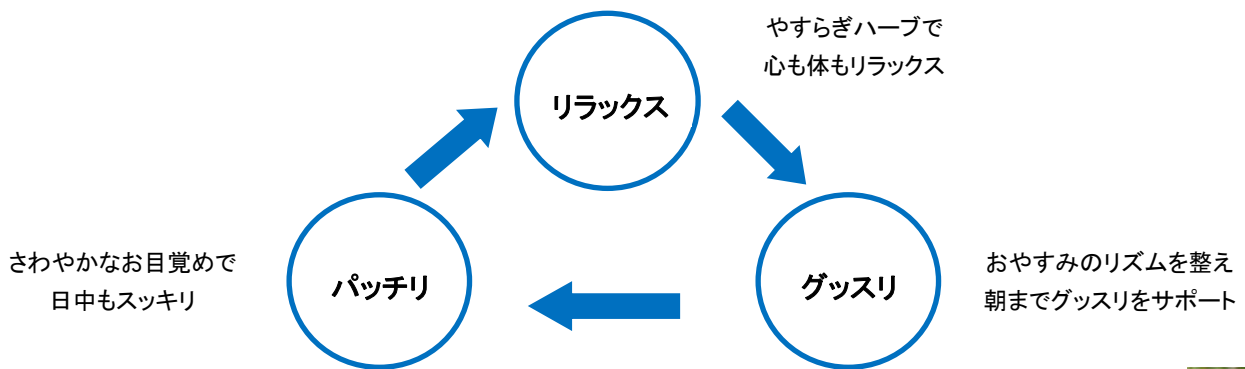 やすらぎハーブで
心も体もリラックス
リラックス
さわやかなお目覚めで
日中もスッキリ
パッチリ
グッスリ
おやすみのリズムを整え
朝までグッスリをサポート